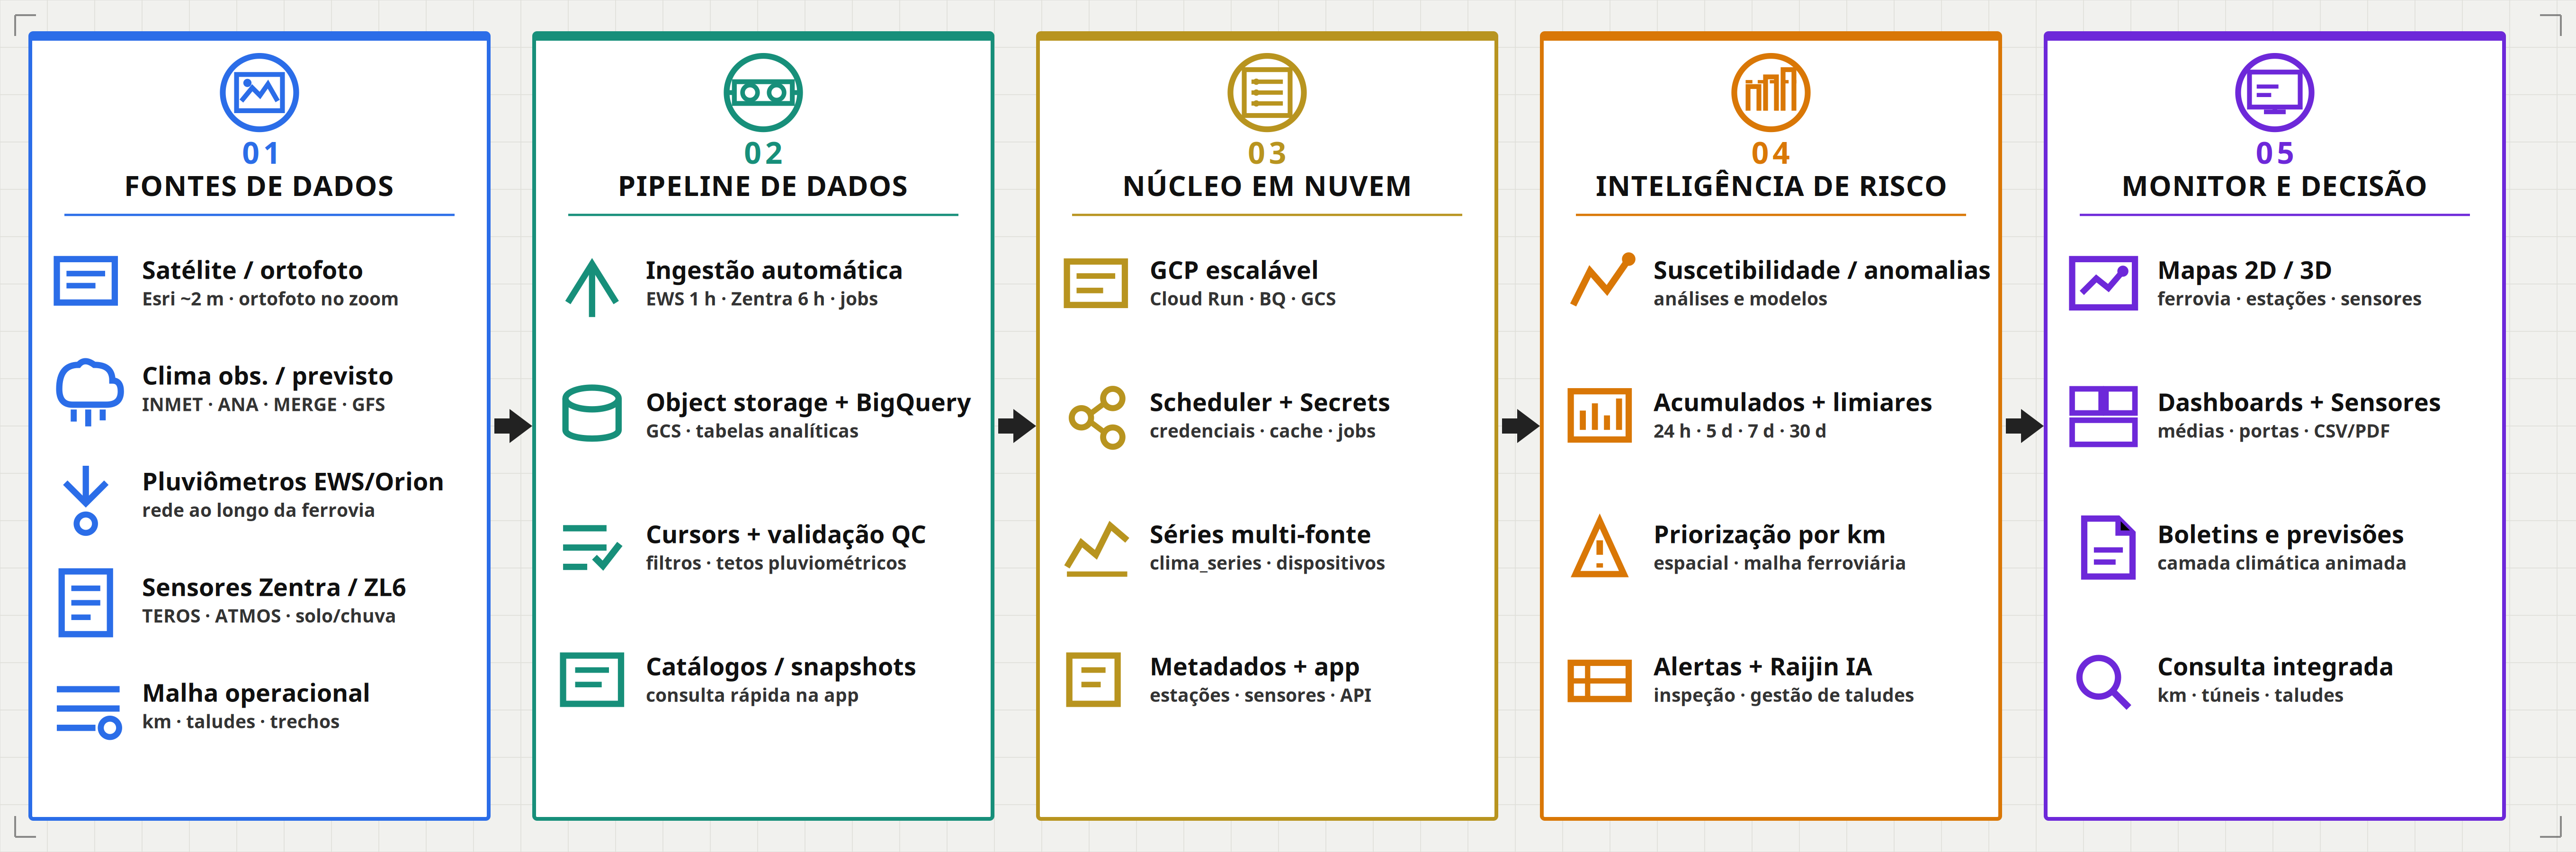 01
FONTES DE DADOS
Satélite / ortofoto
Esri ~2 m · ortofoto no zoom
Clima obs. / previsto
INMET · ANA · MERGE · GFS
Pluviômetros EWS/Orion
rede ao longo da ferrovia
Sensores Zentra / ZL6
TEROS · ATMOS · solo/chuva
Malha operacional
km · taludes · trechos
02
PIPELINE DE DADOS
Ingestão automática
EWS 1 h · Zentra 6 h · jobs
Object storage + BigQuery
GCS · tabelas analíticas
Cursors + validação QC
filtros · tetos pluviométricos
Catálogos / snapshots
consulta rápida na app
03
NÚCLEO EM NUVEM
GCP escalável
Cloud Run · BQ · GCS
Scheduler + Secrets
credenciais · cache · jobs
Séries multi-fonte
clima_series · dispositivos
Metadados + app
estações · sensores · API
04
INTELIGÊNCIA DE RISCO
Suscetibilidade / anomalias
análises e modelos
Acumulados + limiares
24 h · 5 d · 7 d · 30 d
Priorização por km
espacial · malha ferroviária
Alertas + Raijin IA
inspeção · gestão de taludes
05
MONITOR E DECISÃO
Mapas 2D / 3D
ferrovia · estações · sensores
Dashboards + Sensores
médias · portas · CSV/PDF
Boletins e previsões
camada climática animada
Consulta integrada
km · túneis · taludes